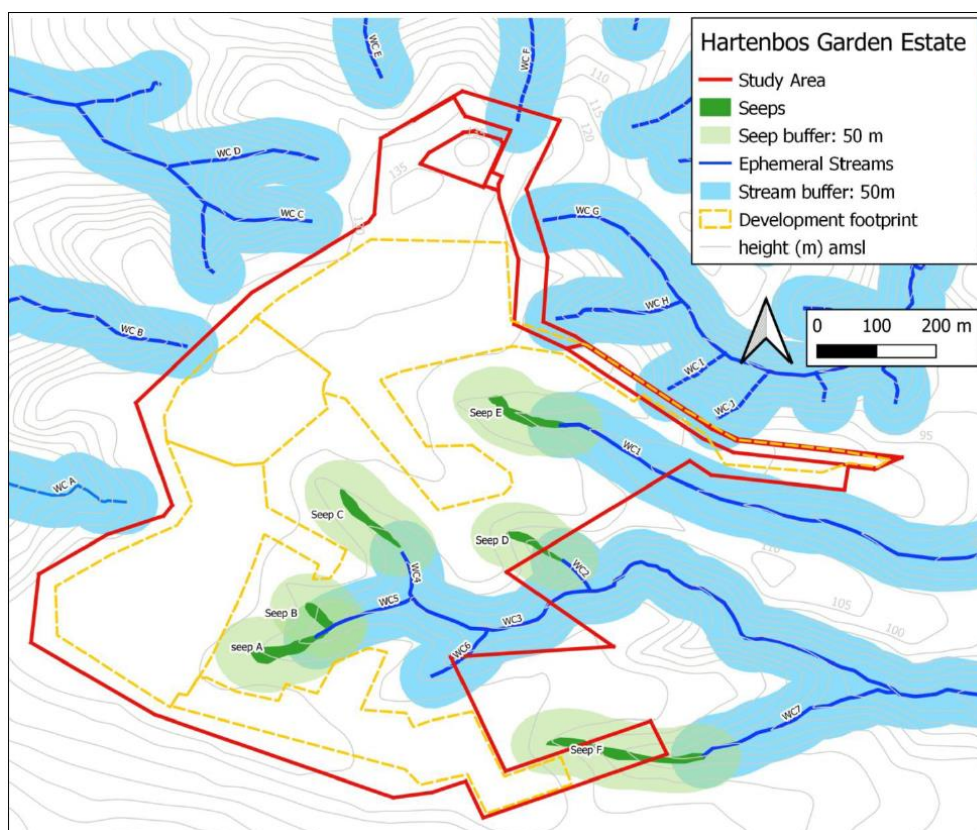 Hartenbos Garden Estate
Study Area
Seeps
Seep buffer: 50 m
Ephemeral Streams
Stream buffer: 50m
Development footprint
height (m) amsl
0 100 200 m
WC E
WC F
110
115
120
135
WC D
WC C
WC G
WC H
WC B
WC I
WC J
Seep E
95
WC1
WC A
Seep C
Seep D
110
WC4
WC2
105
Seep B
WC5
WC3
100
seep A
WC6
WC7
Seep F